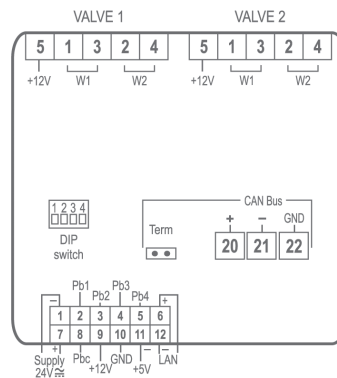 VALVE 1 VALVE 2
5 1 3 2 4 5 1 3 2 4
+12V W1 W2 +12V W1 W2
CAN Bus
1 2 3 4
Term + − GND
20 21 22
DIP
switch
Pb1 Pb3
Pb2 Pb4
− +
1 2 3 4 5 6
7 8 9 10 11 12
+ − −
Supply Pbc GND LAN
24V +12V +5V